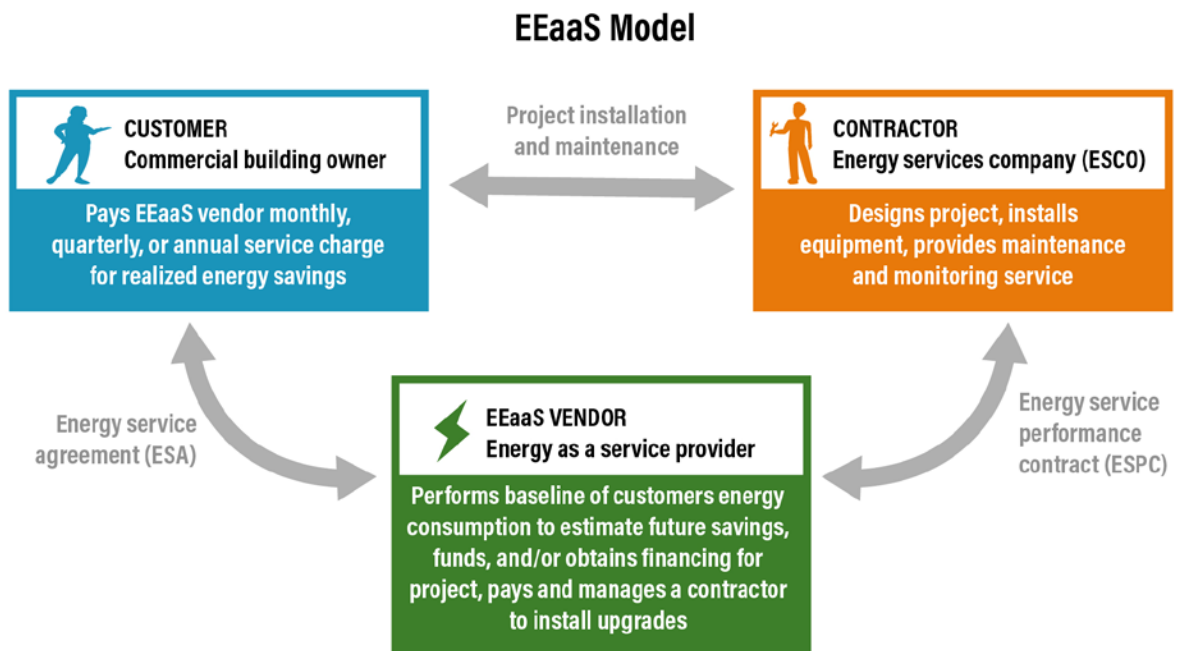 EEaaS Model
CUSTOMER
Commercial building owner
Pays EEaaS vendor monthly,
quarterly, or annual service charge
for realized energy savings
Project installation
and maintenance
CONTRACTOR
Energy services company (ESCO)
Designs project, installs
equipment, provides maintenance
and monitoring service
Energy service
agreement (ESA)
EEaaS VENDOR
Energy as a service provider
Performs baseline of customers energy
consumption to estimate future savings,
funds, and/or obtains financing for
project, pays and manages a contractor
to install upgrades
Energy service
performance
contract (ESPC)